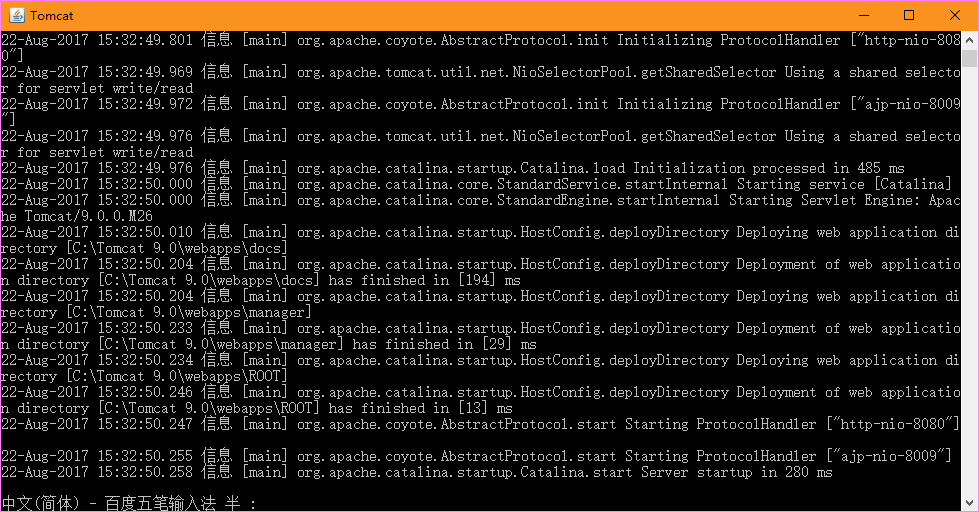 Tomcat
22-Aug-2017 15:32:49.801 信息 [main] org.apache.coyote.AbstractProtocol.init Initializing ProtocolHandler ["http-nio-808
0"]
22-Aug-2017 15:32:49.969 信息 [main] org.apache.tomcat.util.net.NioSelectorPool.getSharedSelector Using a shared selecto
r for servlet write/read
22-Aug-2017 15:32:49.972 信息 [main] org.apache.coyote.AbstractProtocol.init Initializing ProtocolHandler ["ajp-nio-8009
"]
22-Aug-2017 15:32:49.976 信息 [main] org.apache.tomcat.util.net.NioSelectorPool.getSharedSelector Using a shared selecto
r for servlet write/read
22-Aug-2017 15:32:49.976 信息 [main] org.apache.catalina.startup.Catalina.load Initialization processed in 485 ms
22-Aug-2017 15:32:50.000 信息 [main] org.apache.catalina.core.StandardService.startInternal Starting service [Catalina]
22-Aug-2017 15:32:50.000 信息 [main] org.apache.catalina.core.StandardEngine.startInternal Starting Servlet Engine: Apac
he Tomcat/9.0.0.M26
22-Aug-2017 15:32:50.010 信息 [main] org.apache.catalina.startup.HostConfig.deployDirectory Deploying web application di
rectory [C:\Tomcat 9.0\webapps\docs]
22-Aug-2017 15:32:50.204 信息 [main] org.apache.catalina.startup.HostConfig.deployDirectory Deployment of web applicatio
n directory [C:\Tomcat 9.0\webapps\docs] has finished in [194] ms
22-Aug-2017 15:32:50.204 信息 [main] org.apache.catalina.startup.HostConfig.deployDirectory Deploying web application di
rectory [C:\Tomcat 9.0\webapps\manager]
22-Aug-2017 15:32:50.233 信息 [main] org.apache.catalina.startup.HostConfig.deployDirectory Deployment of web applicatio
n directory [C:\Tomcat 9.0\webapps\manager] has finished in [29] ms
22-Aug-2017 15:32:50.234 信息 [main] org.apache.catalina.startup.HostConfig.deployDirectory Deploying web application di
rectory [C:\Tomcat 9.0\webapps\ROOT]
22-Aug-2017 15:32:50.246 信息 [main] org.apache.catalina.startup.HostConfig.deployDirectory Deployment of web applicatio
n directory [C:\Tomcat 9.0\webapps\ROOT] has finished in [13] ms
22-Aug-2017 15:32:50.247 信息 [main] org.apache.coyote.AbstractProtocol.start Starting ProtocolHandler ["http-nio-8080"]
22-Aug-2017 15:32:50.255 信息 [main] org.apache.coyote.AbstractProtocol.start Starting ProtocolHandler ["ajp-nio-8009"]
22-Aug-2017 15:32:50.258 信息 [main] org.apache.catalina.startup.Catalina.start Server startup in 280 ms
中文(简体) - 百度五笔输入法 半 :